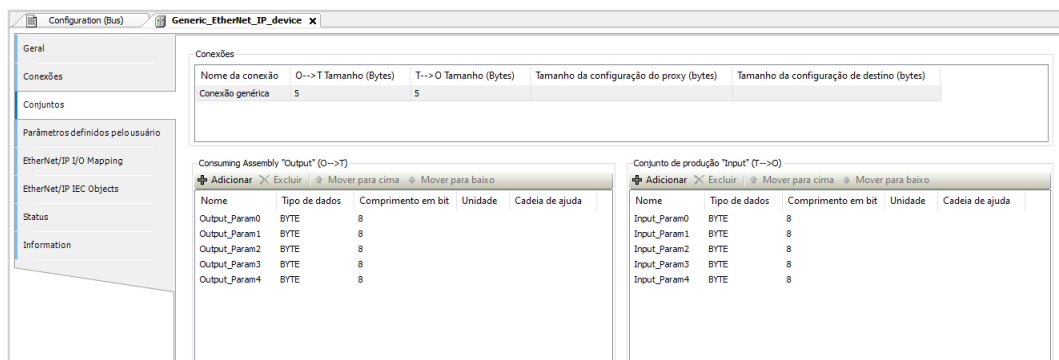 Configuration (Bus) Generic_EtherNet_IP_device X
Geral
Conexões
Conjuntos
Parâmetros definidos pelo usuário
EtherNet/IP I/O Mapping
EtherNet/IP IEC Objects
Status
Information
Conexões
Nome da conexão O-->T Tamanho (Bytes) T-->O Tamanho (Bytes) Tamanho da configuração do proxy (bytes) Tamanho da configuração de destino (bytes)
Conexão genérica 5 5
Consuming Assembly "Output" (O-->T)
Adicionar Excluir Mover para cima Mover para baixo
Nome Tipo de dados Comprimento em bit Unidade Cadeia de ajuda
Output_Param0 BYTE 8
Output_Param1 BYTE 8
Output_Param2 BYTE 8
Output_Param3 BYTE 8
Output_Param4 BYTE 8
Conjunto de produção "Input" (T-->O)
Adicionar Excluir Mover para cima Mover para baixo
Nome Tipo de dados Comprimento em bit Unidade Cadeia de ajuda
Input_Param0 BYTE 8
Input_Param1 BYTE 8
Input_Param2 BYTE 8
Input_Param3 BYTE 8
Input_Param4 BYTE 8